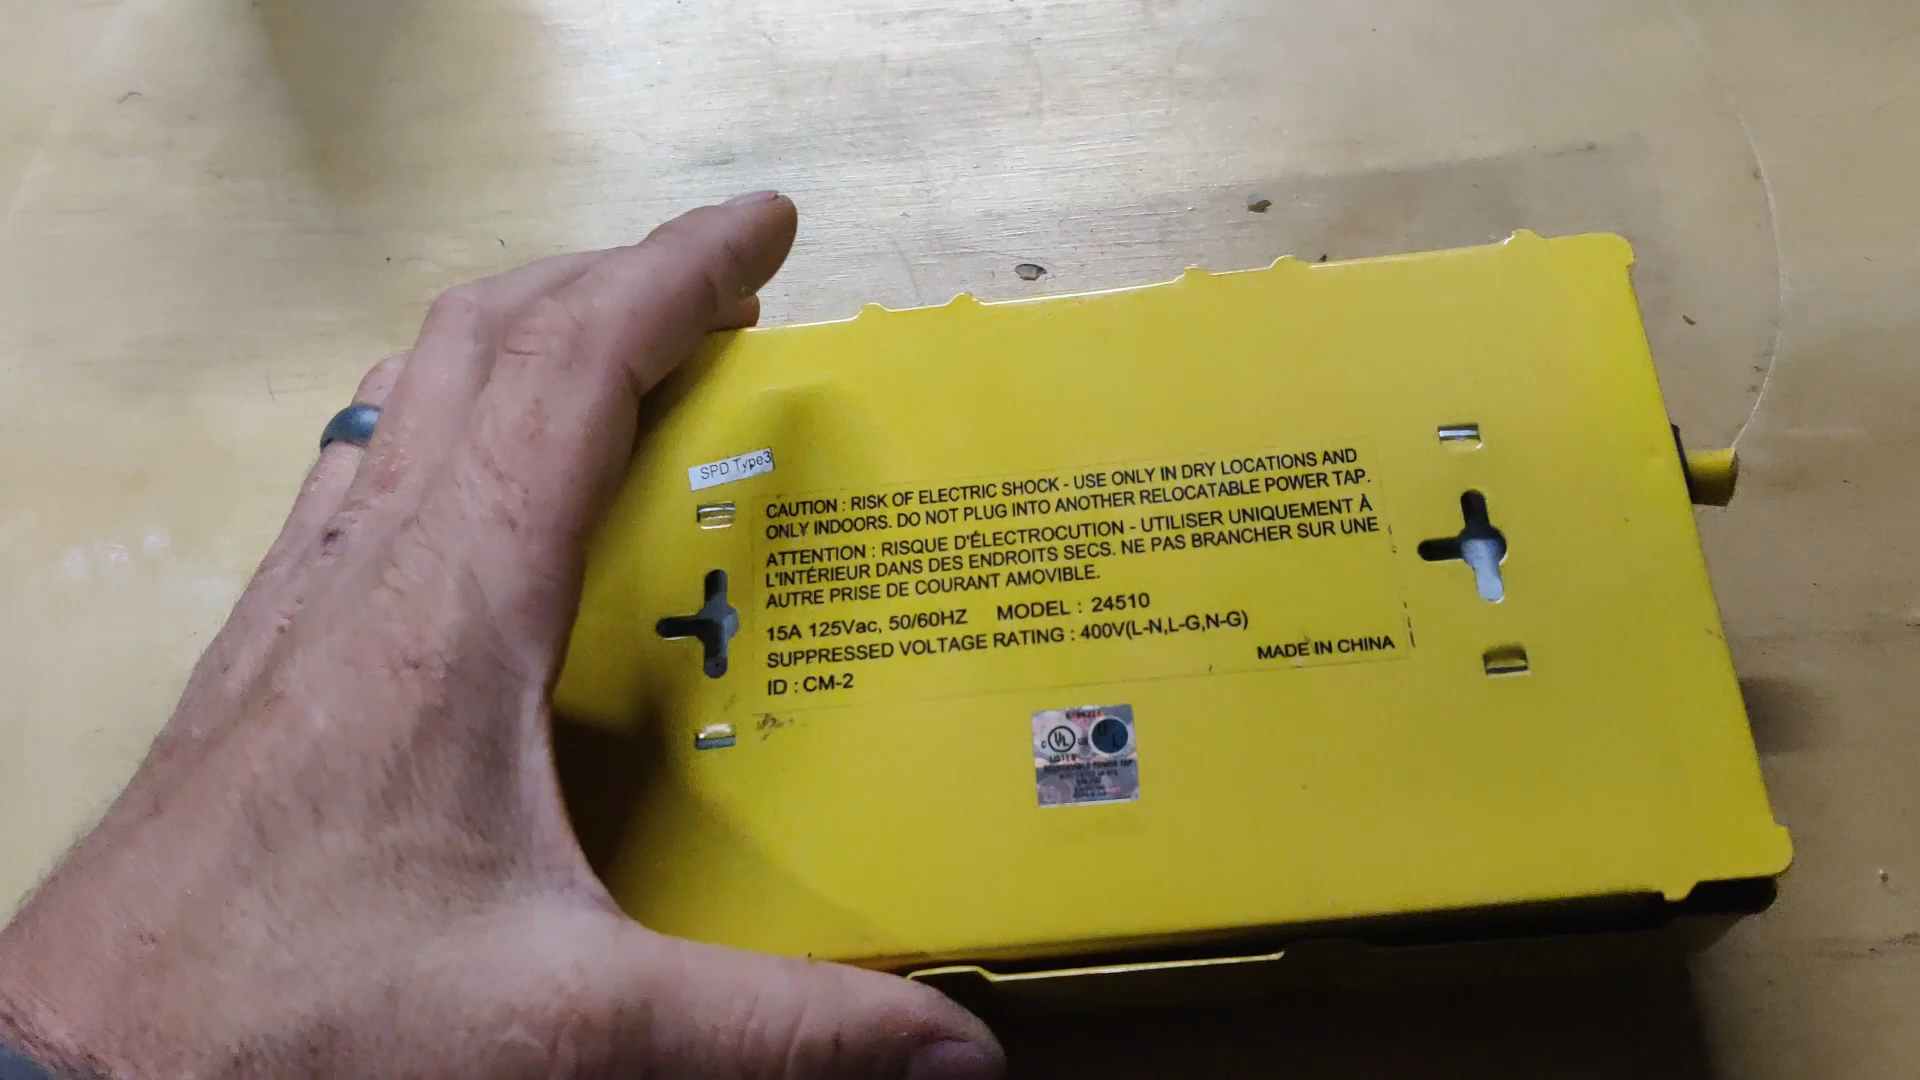 SPD Type3
CAUTION : RISK OF ELECTRIC SHOCK - USE ONLY IN DRY LOCATIONS AND
ONLY INDOORS. DO NOT PLUG INTO ANOTHER RELOCATABLE POWER TAP.
ATTENTION : RISQUE D'ÉLECTROCUTION - UTILISER UNIQUEMENT À
L'INTÉRIEUR DANS DES ENDROITS SECS. NE PAS BRANCHER SUR UNE
AUTRE PRISE DE COURANT AMOVIBLE.
15A 125Vac, 50/60HZ MODEL : 24510
SUPPRESSED VOLTAGE RATING : 400V(L-N,L-G,N-G)
MADE IN CHINA
ID : CM-2
C UL US
LISTED